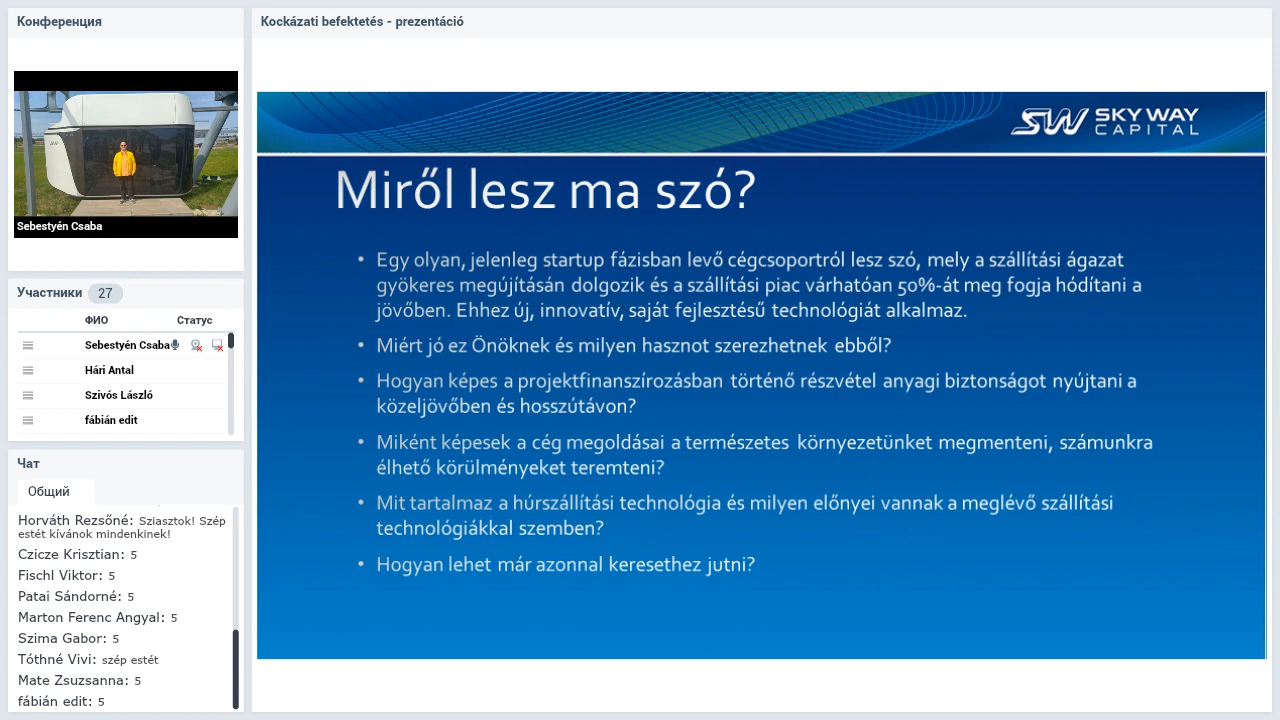 Конференция
Sebestyén Csaba
Участники 27
ФИО Статус
Sebestyén Csaba
Hári Antal
Szivós László
fábián edit
Чат
Общий
Horváth Rezsőné: Sziasztok! Szép
estét kívánok mindenkinek!
Czicze Krisztian: 5
Fischl Viktor: 5
Patai Sándorné: 5
Marton Ferenc Angyal: 5
Szima Gabor: 5
Tóthné Vivi: szép estét
Mate Zsuzsanna: 5
fábián edit: 5
Kockázati befektetés - prezentáció
SW SKYWAY
CAPITAL
Miről lesz ma szó?
• Egy olyan, jelenleg startup fázisban levő cégcsoportról lesz szó, mely a szállítási ágazat
gyökeres megújításán dolgozik és a szállítási piac várhatóan 50%-át meg fogja hódítani a
jövőben. Ehhez új, innovatív, saját fejlesztésű technológiát alkalmaz.
• Miért jó ez Önöknek és milyen hasznot szerezhetnek ebből?
• Hogyan képes a projektfinanszírozásban történő részvétel anyagi biztonságot nyújtani a
közeljövőben és hosszútávon?
• Miként képesek a cég megoldásai a természetes környezetünket megmenteni, számunkra
élhető körülményeket teremteni?
• Mit tartalmaz a húrszállítási technológia és milyen előnyei vannak a meglévő szállítási
technológiákkal szemben?
• Hogyan lehet már azonnal keresethez jutni?